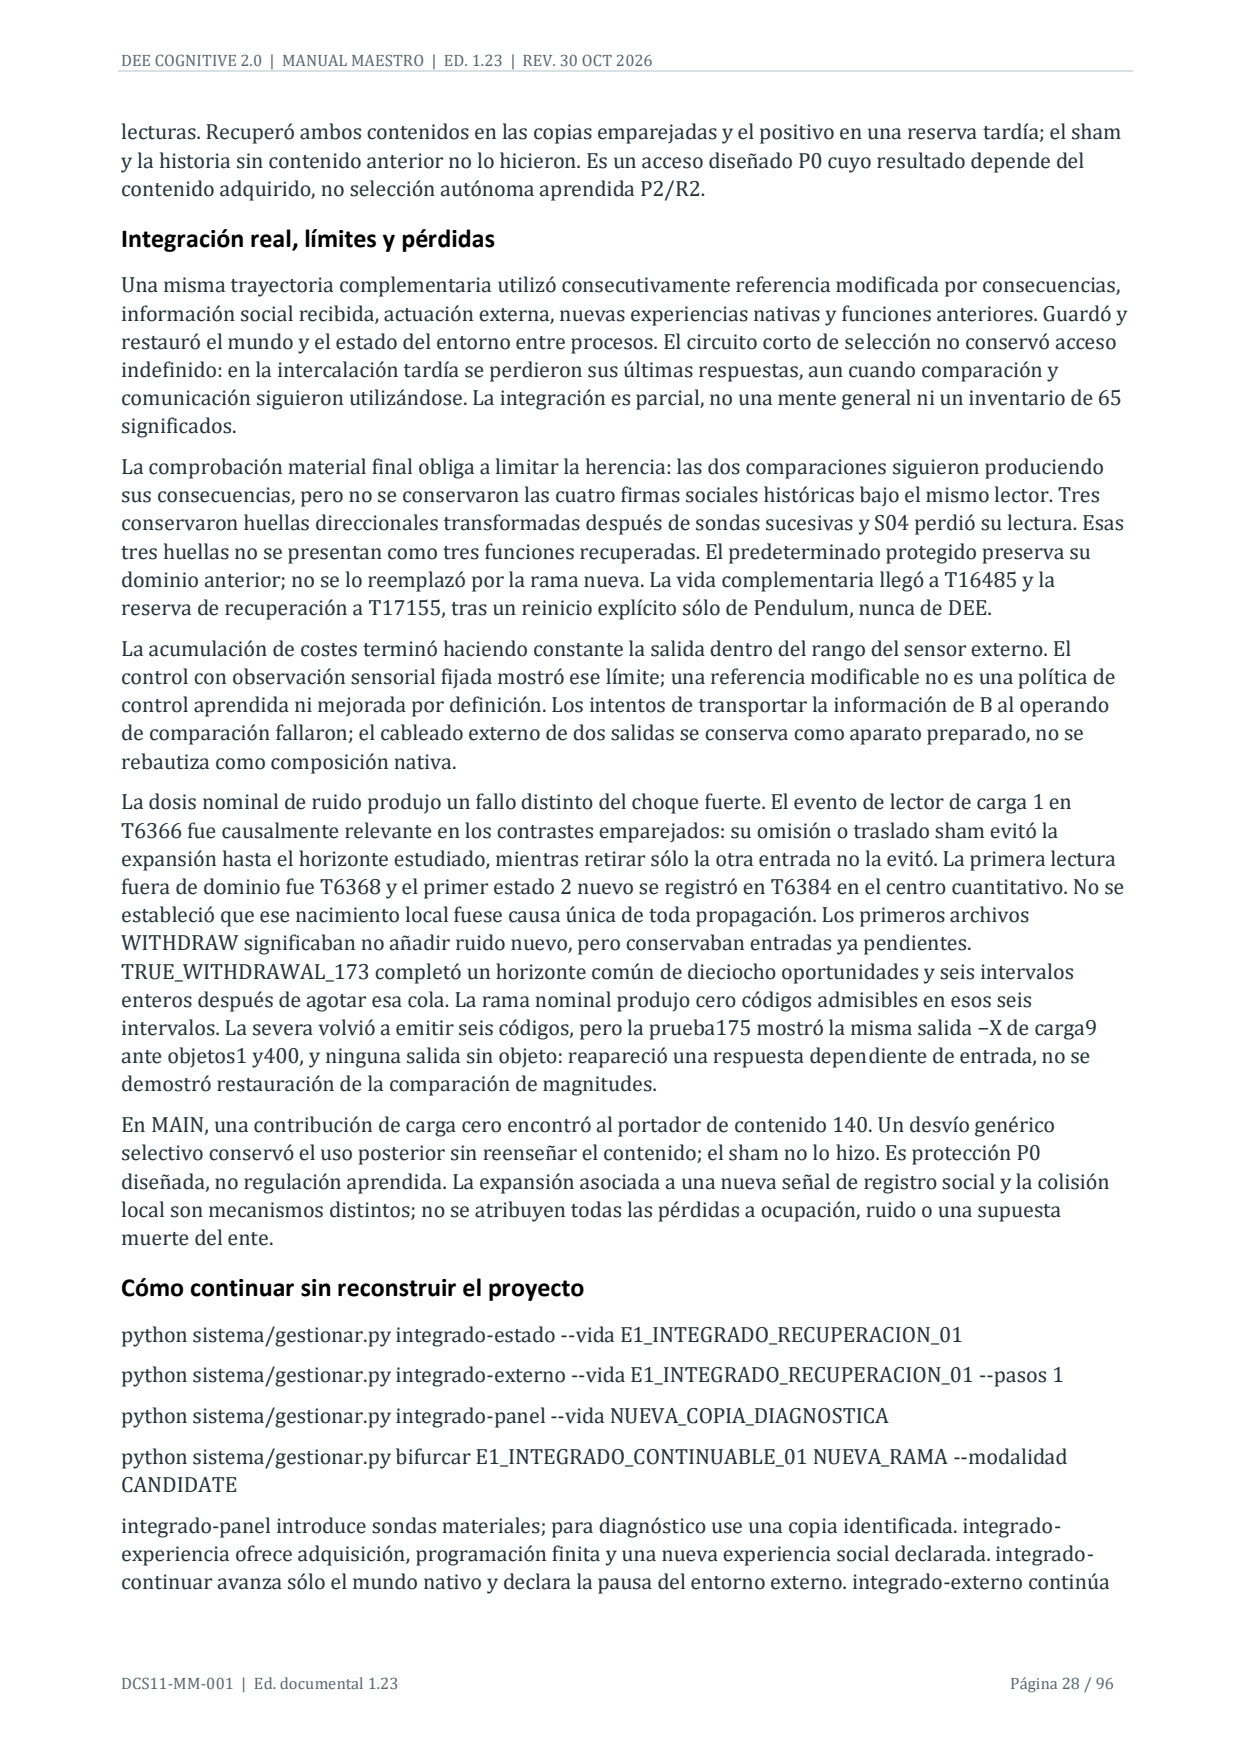 DEE COGNITIVE 2.0 | MANUAL MAESTRO | ED. 1.23 | REV. 30 OCT 2026
lecturas. Recuperó ambos contenidos en las copias emparejadas y el positivo en una reserva tardía; el sham
y la historia sin contenido anterior no lo hicieron. Es un acceso diseñado P0 cuyo resultado depende del
contenido adquirido, no selección autónoma aprendida P2/R2.
Integración real, límites y pérdidas
Una misma trayectoria complementaria utilizó consecutivamente referencia modificada por consecuencias,
información social recibida, actuación externa, nuevas experiencias nativas y funciones anteriores. Guardó y
restauró el mundo y el estado del entorno entre procesos. El circuito corto de selección no conservó acceso
indefinido: en la intercalación tardía se perdieron sus últimas respuestas, aun cuando comparación y
comunicación siguieron utilizándose. La integración es parcial, no una mente general ni un inventario de 65
significados.
La comprobación material final obliga a limitar la herencia: las dos comparaciones siguieron produciendo
sus consecuencias, pero no se conservaron las cuatro firmas sociales históricas bajo el mismo lector. Tres
conservaron huellas direccionales transformadas después de sondas sucesivas y S04 perdió su lectura. Esas
tres huellas no se presentan como tres funciones recuperadas. El predeterminado protegido preserva su
dominio anterior; no se lo reemplazó por la rama nueva. La vida complementaria llegó a T16485 y la
reserva de recuperación a T17155, tras un reinicio explícito sólo de Pendulum, nunca de DEE.
La acumulación de costes terminó haciendo constante la salida dentro del rango del sensor externo. El
control con observación sensorial fijada mostró ese límite; una referencia modificable no es una política de
control aprendida ni mejorada por definición. Los intentos de transportar la información de B al operando
de comparación fallaron; el cableado externo de dos salidas se conserva como aparato preparado, no se
rebautiza como composición nativa.
La dosis nominal de ruido produjo un fallo distinto del choque fuerte. El evento de lector de carga 1 en
T6366 fue causalmente relevante en los contrastes emparejados: su omisión o traslado sham evitó la
expansión hasta el horizonte estudiado, mientras retirar sólo la otra entrada no la evitó. La primera lectura
fuera de dominio fue T6368 y el primer estado 2 nuevo se registró en T6384 en el centro cuantitativo. No se
estableció que ese nacimiento local fuese causa única de toda propagación. Los primeros archivos
WITHDRAW significaban no añadir ruido nuevo, pero conservaban entradas ya pendientes.
TRUE_WITHDRAWAL_173 completó un horizonte común de dieciocho oportunidades y seis intervalos
enteros después de agotar esa cola. La rama nominal produjo cero códigos admisibles en esos seis
intervalos. La severa volvió a emitir seis códigos, pero la prueba175 mostró la misma salida −X de carga9
ante objetos1 y400, y ninguna salida sin objeto: reapareció una respuesta dependiente de entrada, no se
demostró restauración de la comparación de magnitudes.
En MAIN, una contribución de carga cero encontró al portador de contenido 140. Un desvío genérico
selectivo conservó el uso posterior sin reenseñar el contenido; el sham no lo hizo. Es protección P0
diseñada, no regulación aprendida. La expansión asociada a una nueva señal de registro social y la colisión
local son mecanismos distintos; no se atribuyen todas las pérdidas a ocupación, ruido o una supuesta
muerte del ente.
Cómo continuar sin reconstruir el proyecto
python sistema/gestionar.py integrado-estado --vida E1_INTEGRADO_RECUPERACION_01
python sistema/gestionar.py integrado-externo --vida E1_INTEGRADO_RECUPERACION_01 --pasos 1
python sistema/gestionar.py integrado-panel --vida NUEVA_COPIA_DIAGNOSTICA
python sistema/gestionar.py bifurcar E1_INTEGRADO_CONTINUABLE_01 NUEVA_RAMA --modalidad
CANDIDATE
integrado-panel introduce sondas materiales; para diagnóstico use una copia identificada. integrado-
experiencia ofrece adquisición, programación finita y una nueva experiencia social declarada. integrado-
continuar avanza sólo el mundo nativo y declara la pausa del entorno externo. integrado-externo continúa
DCS11-MM-001 | Ed. documental 1.23
Página 28 / 96